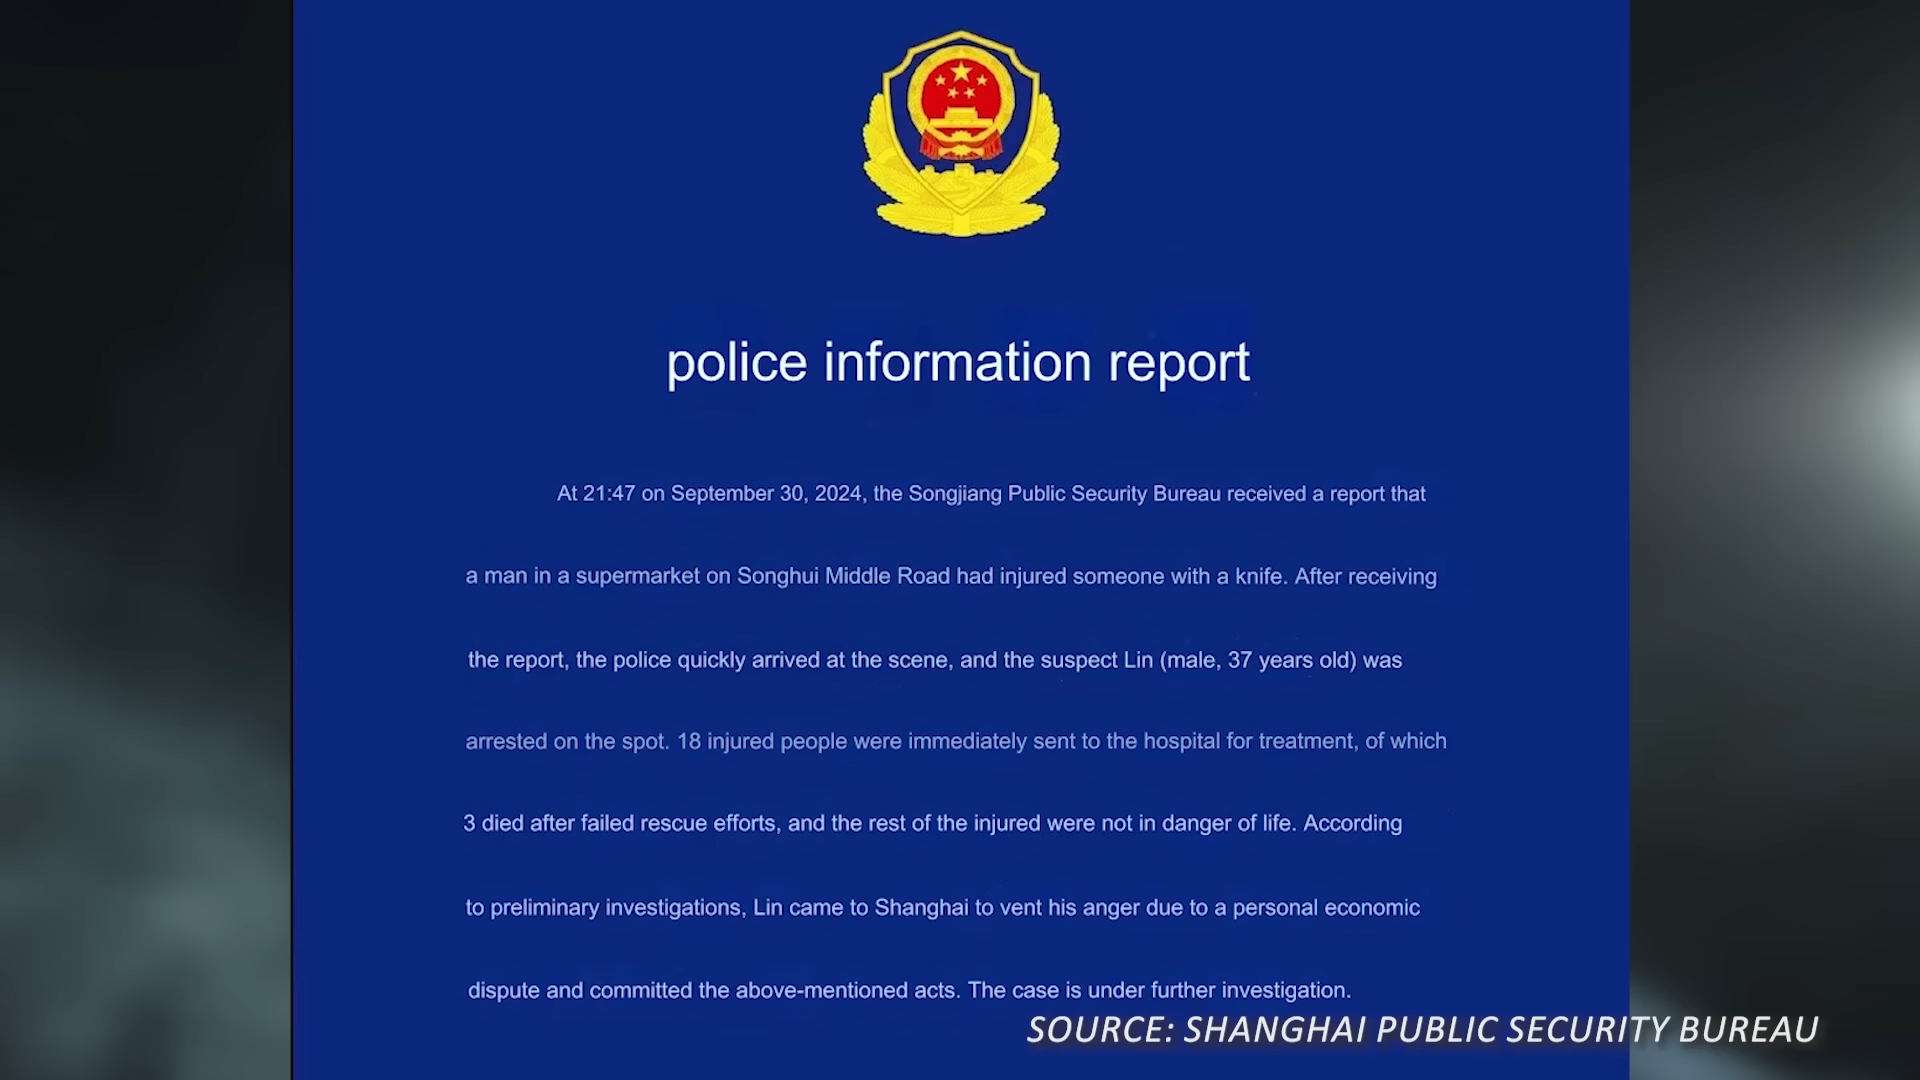 police information report
At 21:47 on September 30, 2024, the Songjiang Public Security Bureau received a report that
a man in a supermarket on Songhui Middle Road had injured someone with a knife. After receiving
the report, the police quickly arrived at the scene, and the suspect Lin (male, 37 years old) was
arrested on the spot. 18 injured people were immediately sent to the hospital for treatment, of which
3 died after failed rescue efforts, and the rest of the injured were not in danger of life. According
to preliminary investigations, Lin came to Shanghai to vent his anger due to a personal economic
dispute and committed the above-mentioned acts. The case is under further investigation.
SOURCE: SHANGHAI PUBLIC SECURITY BUREAU